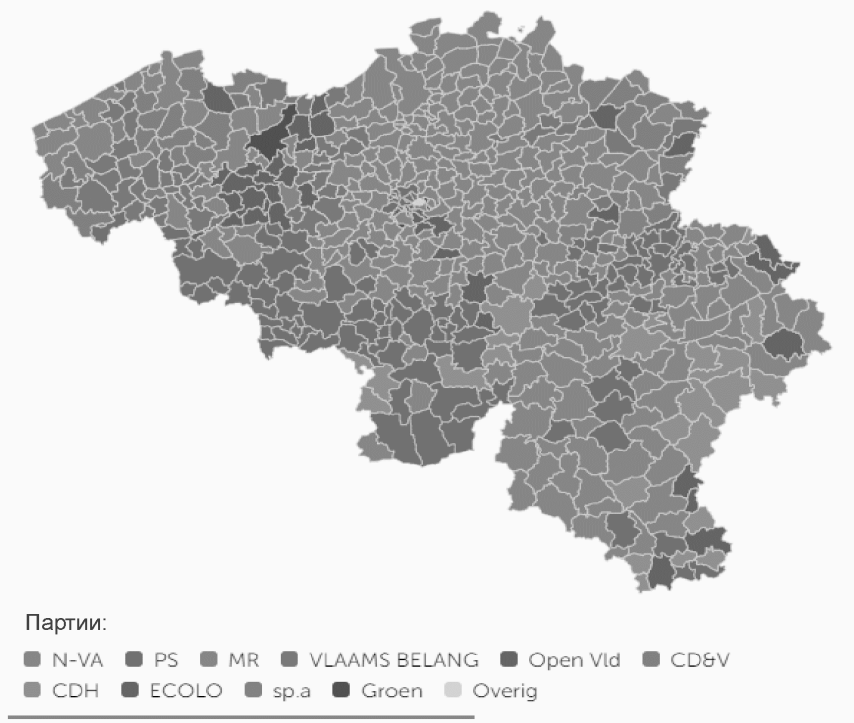 Партии:
N-VA PS MR VLAAMS BELANG Open Vld CD&V
CDH ECOLO sp.a Groen Overig